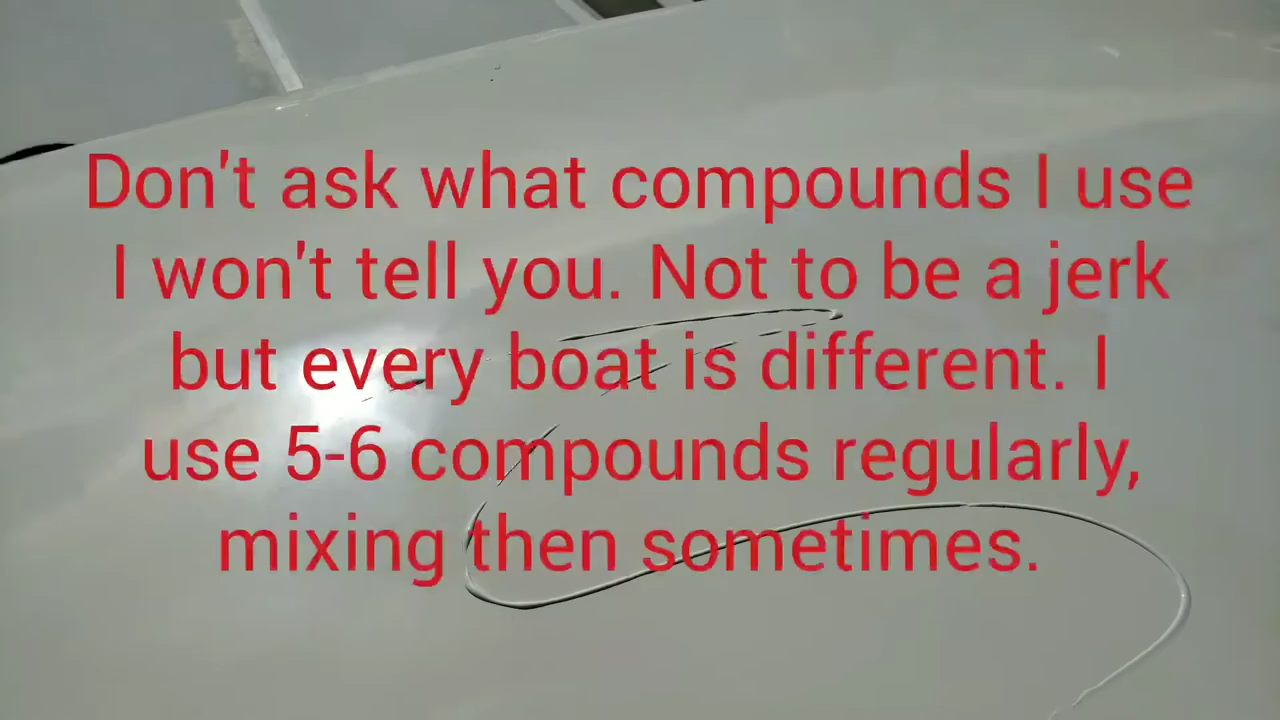 Don't ask what compounds I use
I won't tell you. Not to be a jerk
but every boat is different. I
use 5-6 compounds regularly,
mixing then sometimes.